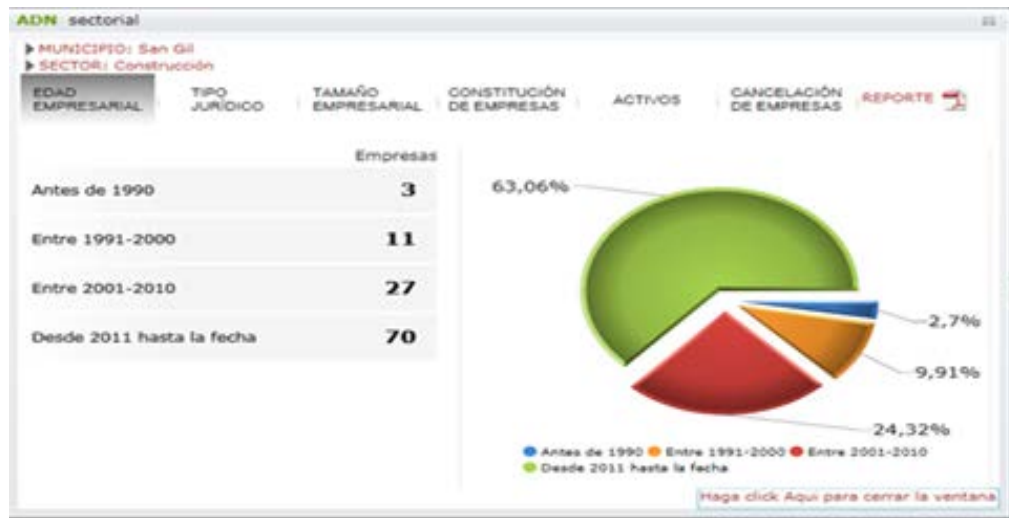 ADN sectorial
MUNICIPIO: San Gil
SECTOR: Construcción
EDAD EMPRESARIAL
TIPO JURÍDICO
TAMAÑO EMPRESARIAL
CONSTITUCIÓN DE EMPRESAS
ACTIVOS
CANCELACIÓN DE EMPRESAS
REPORTE
Empresas
Antes de 1990 3
Entre 1991-2000 11
Entre 2001-2010 27
Desde 2011 hasta la fecha 70
63,06%
2,7%
9,91%
24,32%
Antes de 1990 Entre 1991-2000 Entre 2001-2010
Desde 2011 hasta la fecha
Haga click Aqui para cerrar la ventana